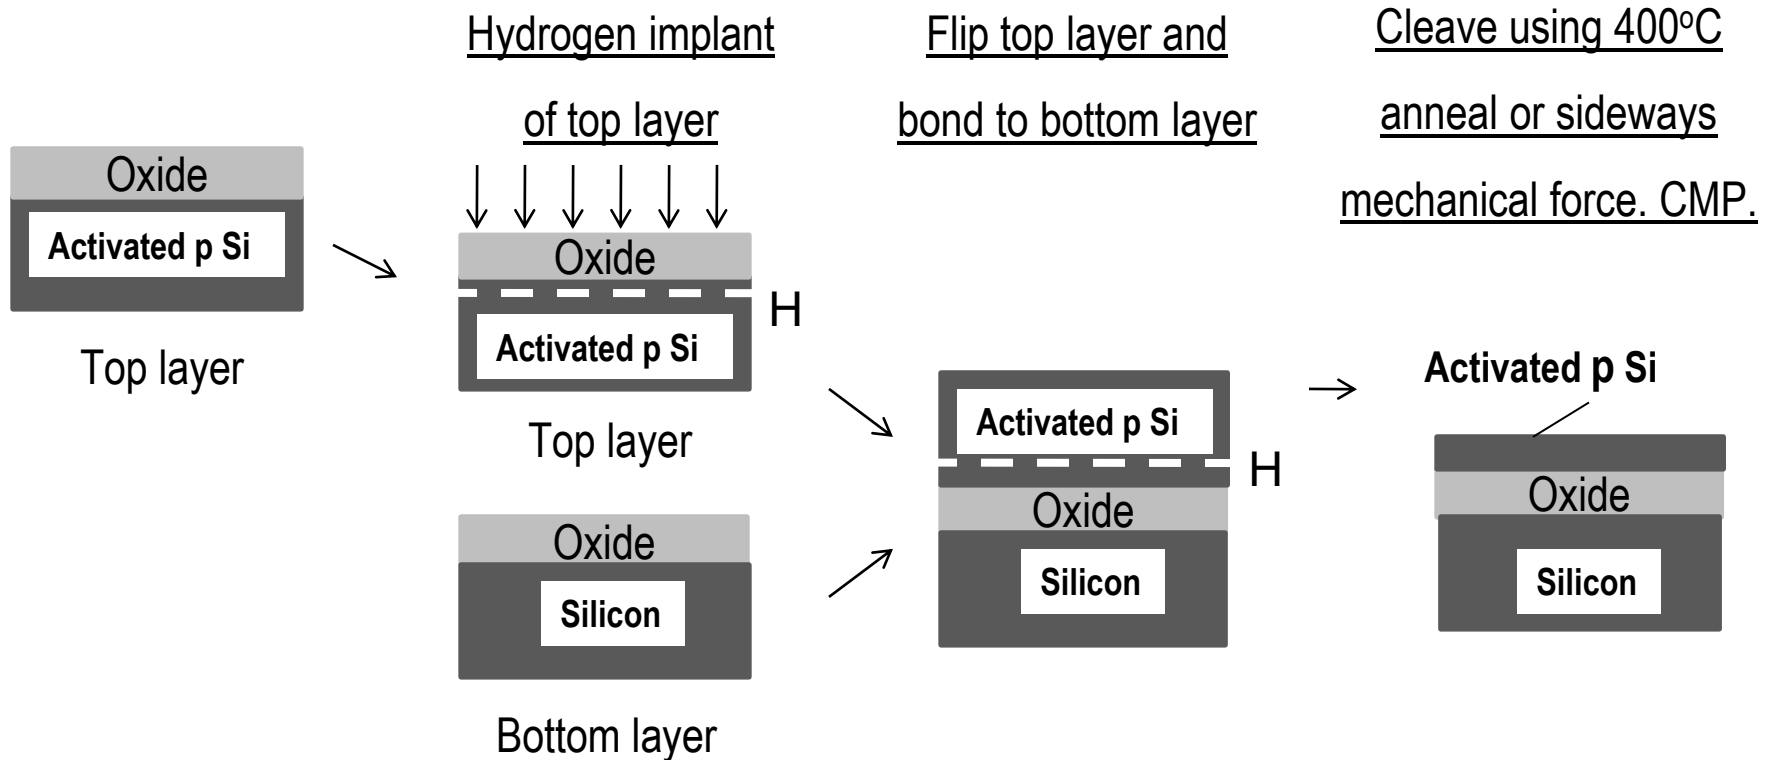 Hydrogen implant
of top layer
Flip top layer and
bond to bottom layer
Cleave using 400ºC
anneal or sideways
mechanical force. CMP.
Oxide
Activated p Si
Top layer
Oxide
H
Activated p Si
Top layer
Oxide
Silicon
Bottom layer
Activated p Si
H
Oxide
Silicon
Activated p Si
Oxide
Silicon